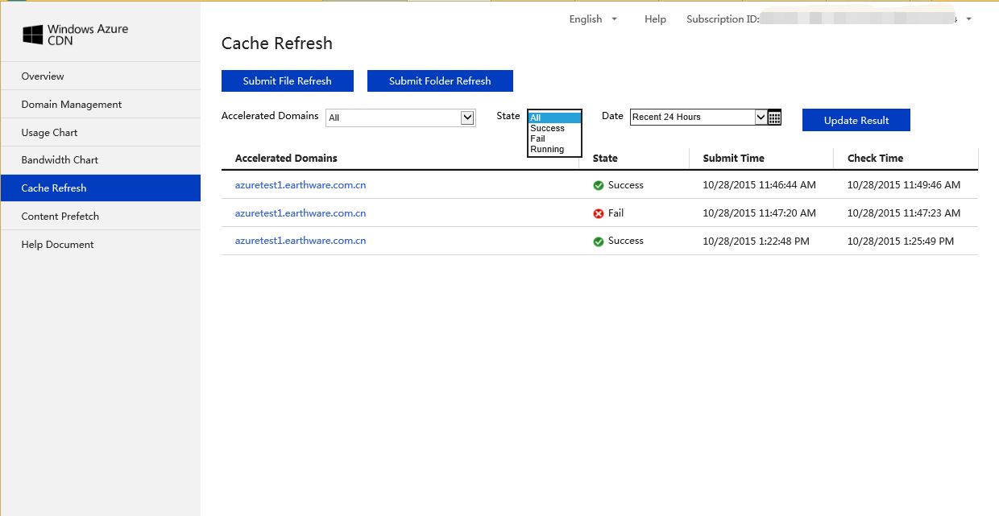 English Help Subscription ID:
Windows Azure
CDN
Cache Refresh
Overview
Domain Management
Usage Chart
Bandwidth Chart
Cache Refresh
Content Prefetch
Help Document
Submit File Refresh Submit Folder Refresh
Accelerated Domains All State All Date Recent 24 Hours Update Result
Success
Fail
Running
Accelerated Domains State Submit Time Check Time
azuretest1.earthware.com.cn Success 10/28/2015 11:46:44 AM 10/28/2015 11:49:46 AM
azuretest1.earthware.com.cn Fail 10/28/2015 11:47:20 AM 10/28/2015 11:47:23 AM
azuretest1.earthware.com.cn Success 10/28/2015 1:22:48 PM 10/28/2015 1:25:49 PM